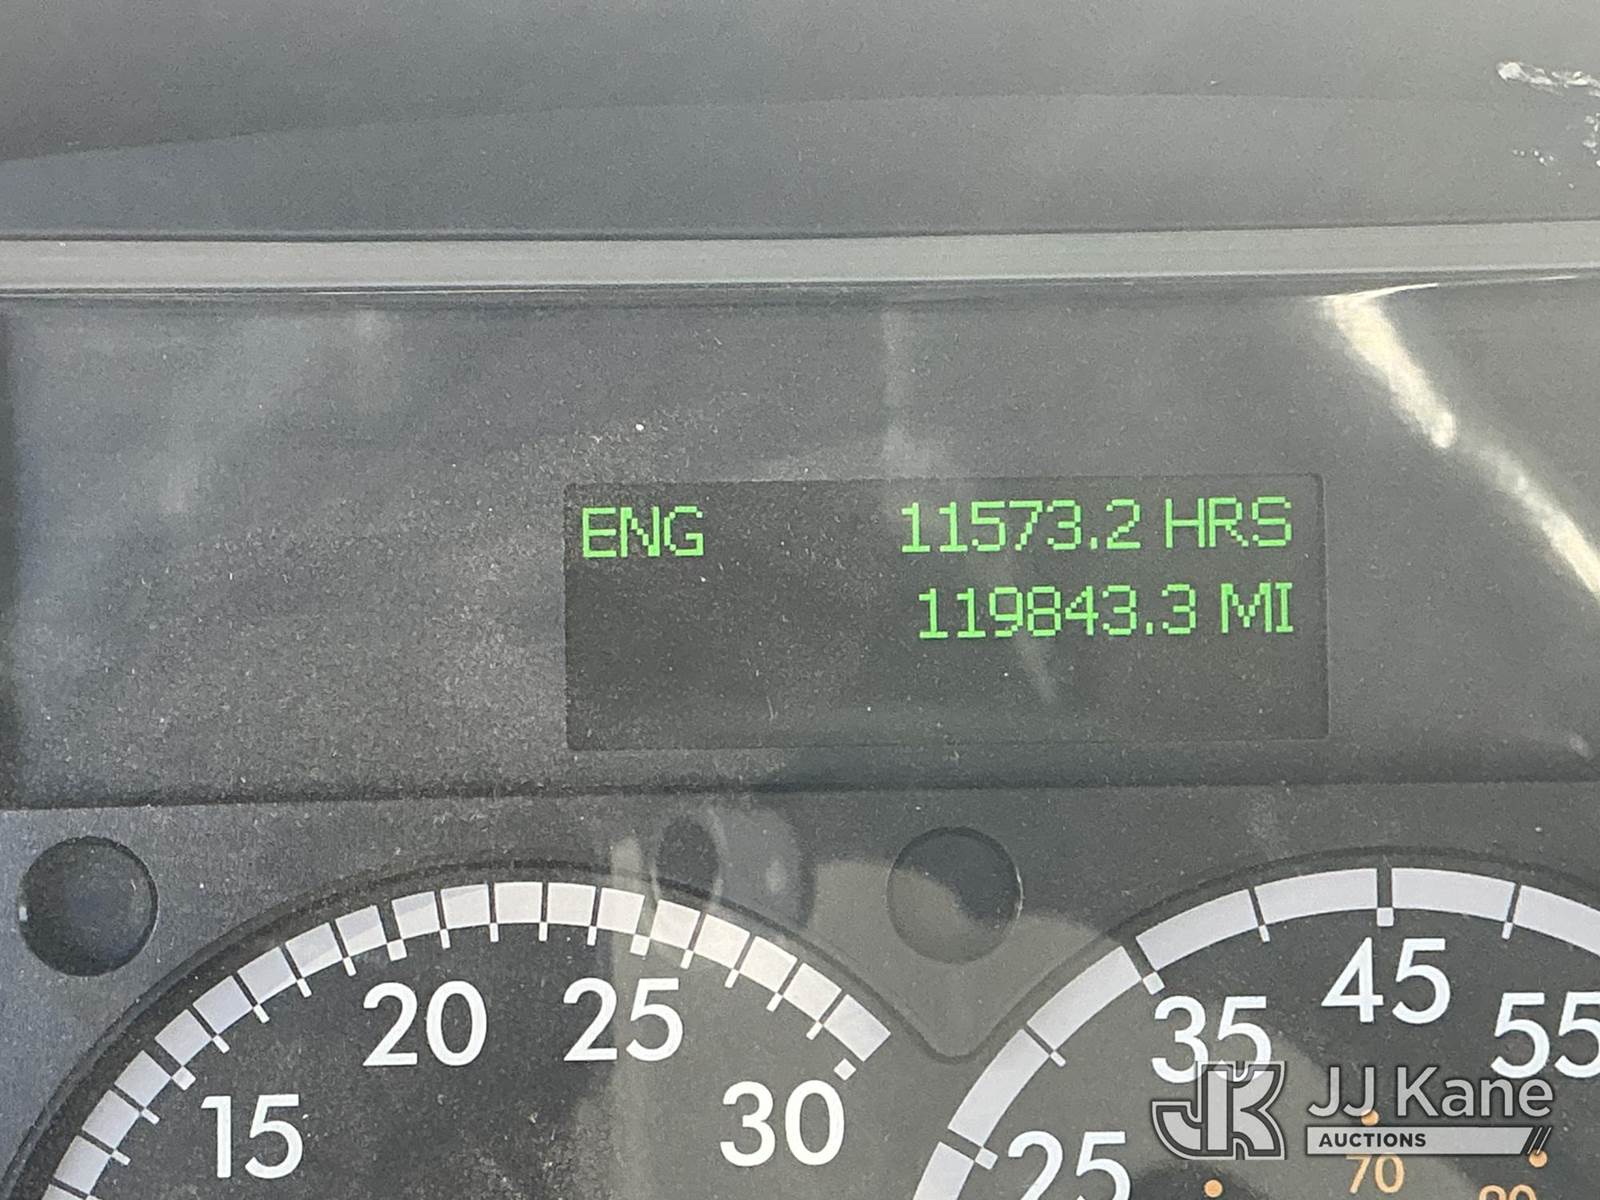 ENG 11573.2 HRS
119843.3 MI
15 20 25 30
25 35 45 55
70
JJ Kane
AUCTIONS